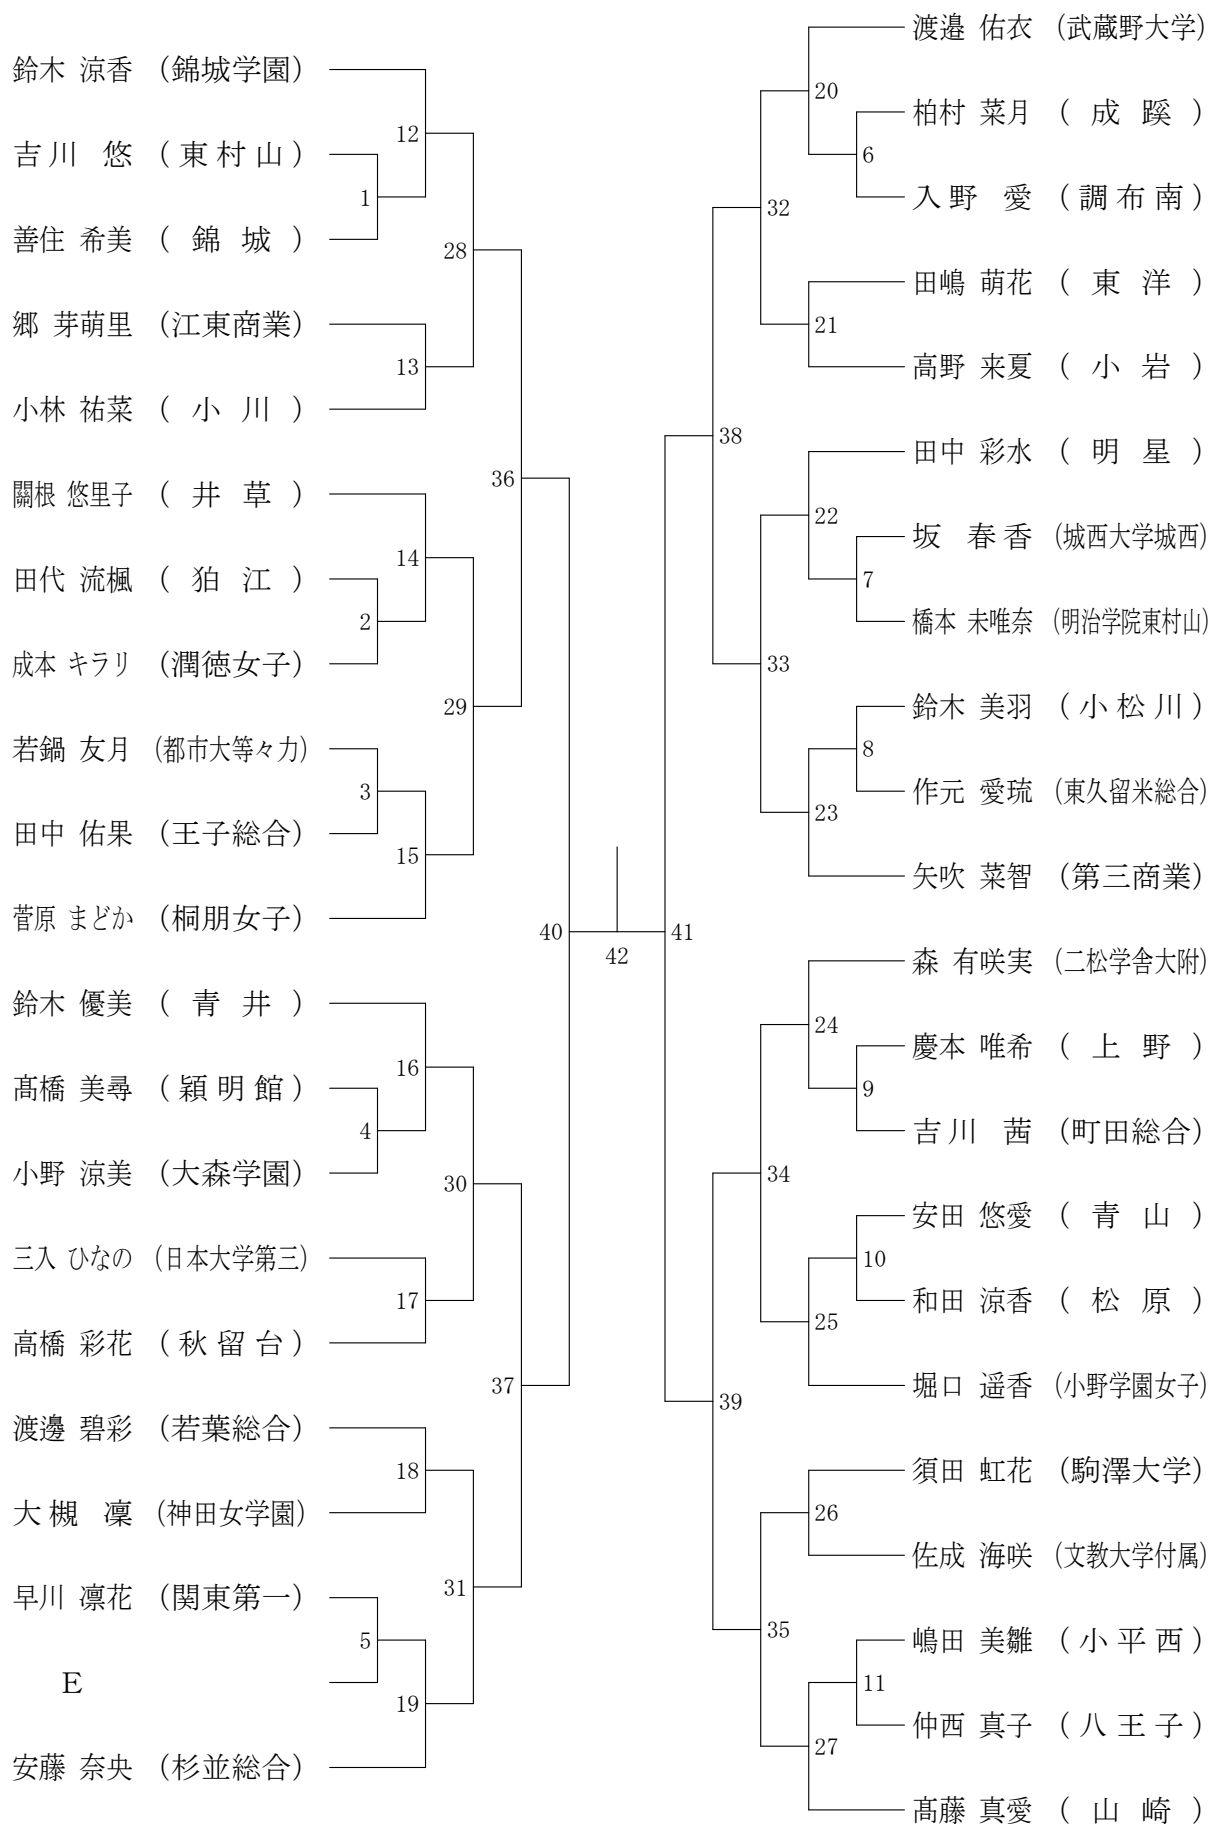 鈴木 涼香 (錦城学園)
吉川 悠 (東村山)
善住 希美 (錦城)
郷 芽萌里 (江東商業)
小林 祐菜 (小川)
關根 悠里子 (井草)
田代 流楓 (狛江)
成本 キラリ (潤徳女子)
若鍋 友月 (都市大等々力)
田中 佑果 (王子総合)
菅原 まどか (桐朋女子)
鈴木 優美 (青井)
髙橋 美尋 (穎明館)
小野 涼美 (大森学園)
三入 ひなの (日本大学第三)
高橋 彩花 (秋留台)
渡邊 碧彩 (若葉総合)
大槻 凜 (神田女学園)
早川 凛花 (関東第一)
E
安藤 奈央 (杉並総合)
1
2
3
4
5
12
13
14
15
16
17
18
19
28
29
30
31
36
37
40
42
41
38
39
32
33
34
35
20
21
22
23
24
25
26
27
6
7
8
9
10
11
渡邉 佑衣 (武蔵野大学)
柏村 菜月 (成蹊)
入野 愛 (調布南)
田嶋 萌花 (東洋)
高野 来夏 (小岩)
田中 彩水 (明星)
坂 春香 (城西大学城西)
橋本 未唯奈 (明治学院東村山)
鈴木 美羽 (小松川)
作元 愛琉 (東久留米総合)
矢吹 菜智 (第三商業)
森 有咲実 (二松学舎大附)
慶本 唯希 (上野)
吉川 茜 (町田総合)
安田 悠愛 (青山)
和田 涼香 (松原)
堀口 遥香 (小野学園女子)
須田 虹花 (駒澤大学)
佐成 海咲 (文教大学付属)
嶋田 美雛 (小平西)
仲西 真子 (八王子)
髙藤 真愛 (山崎)